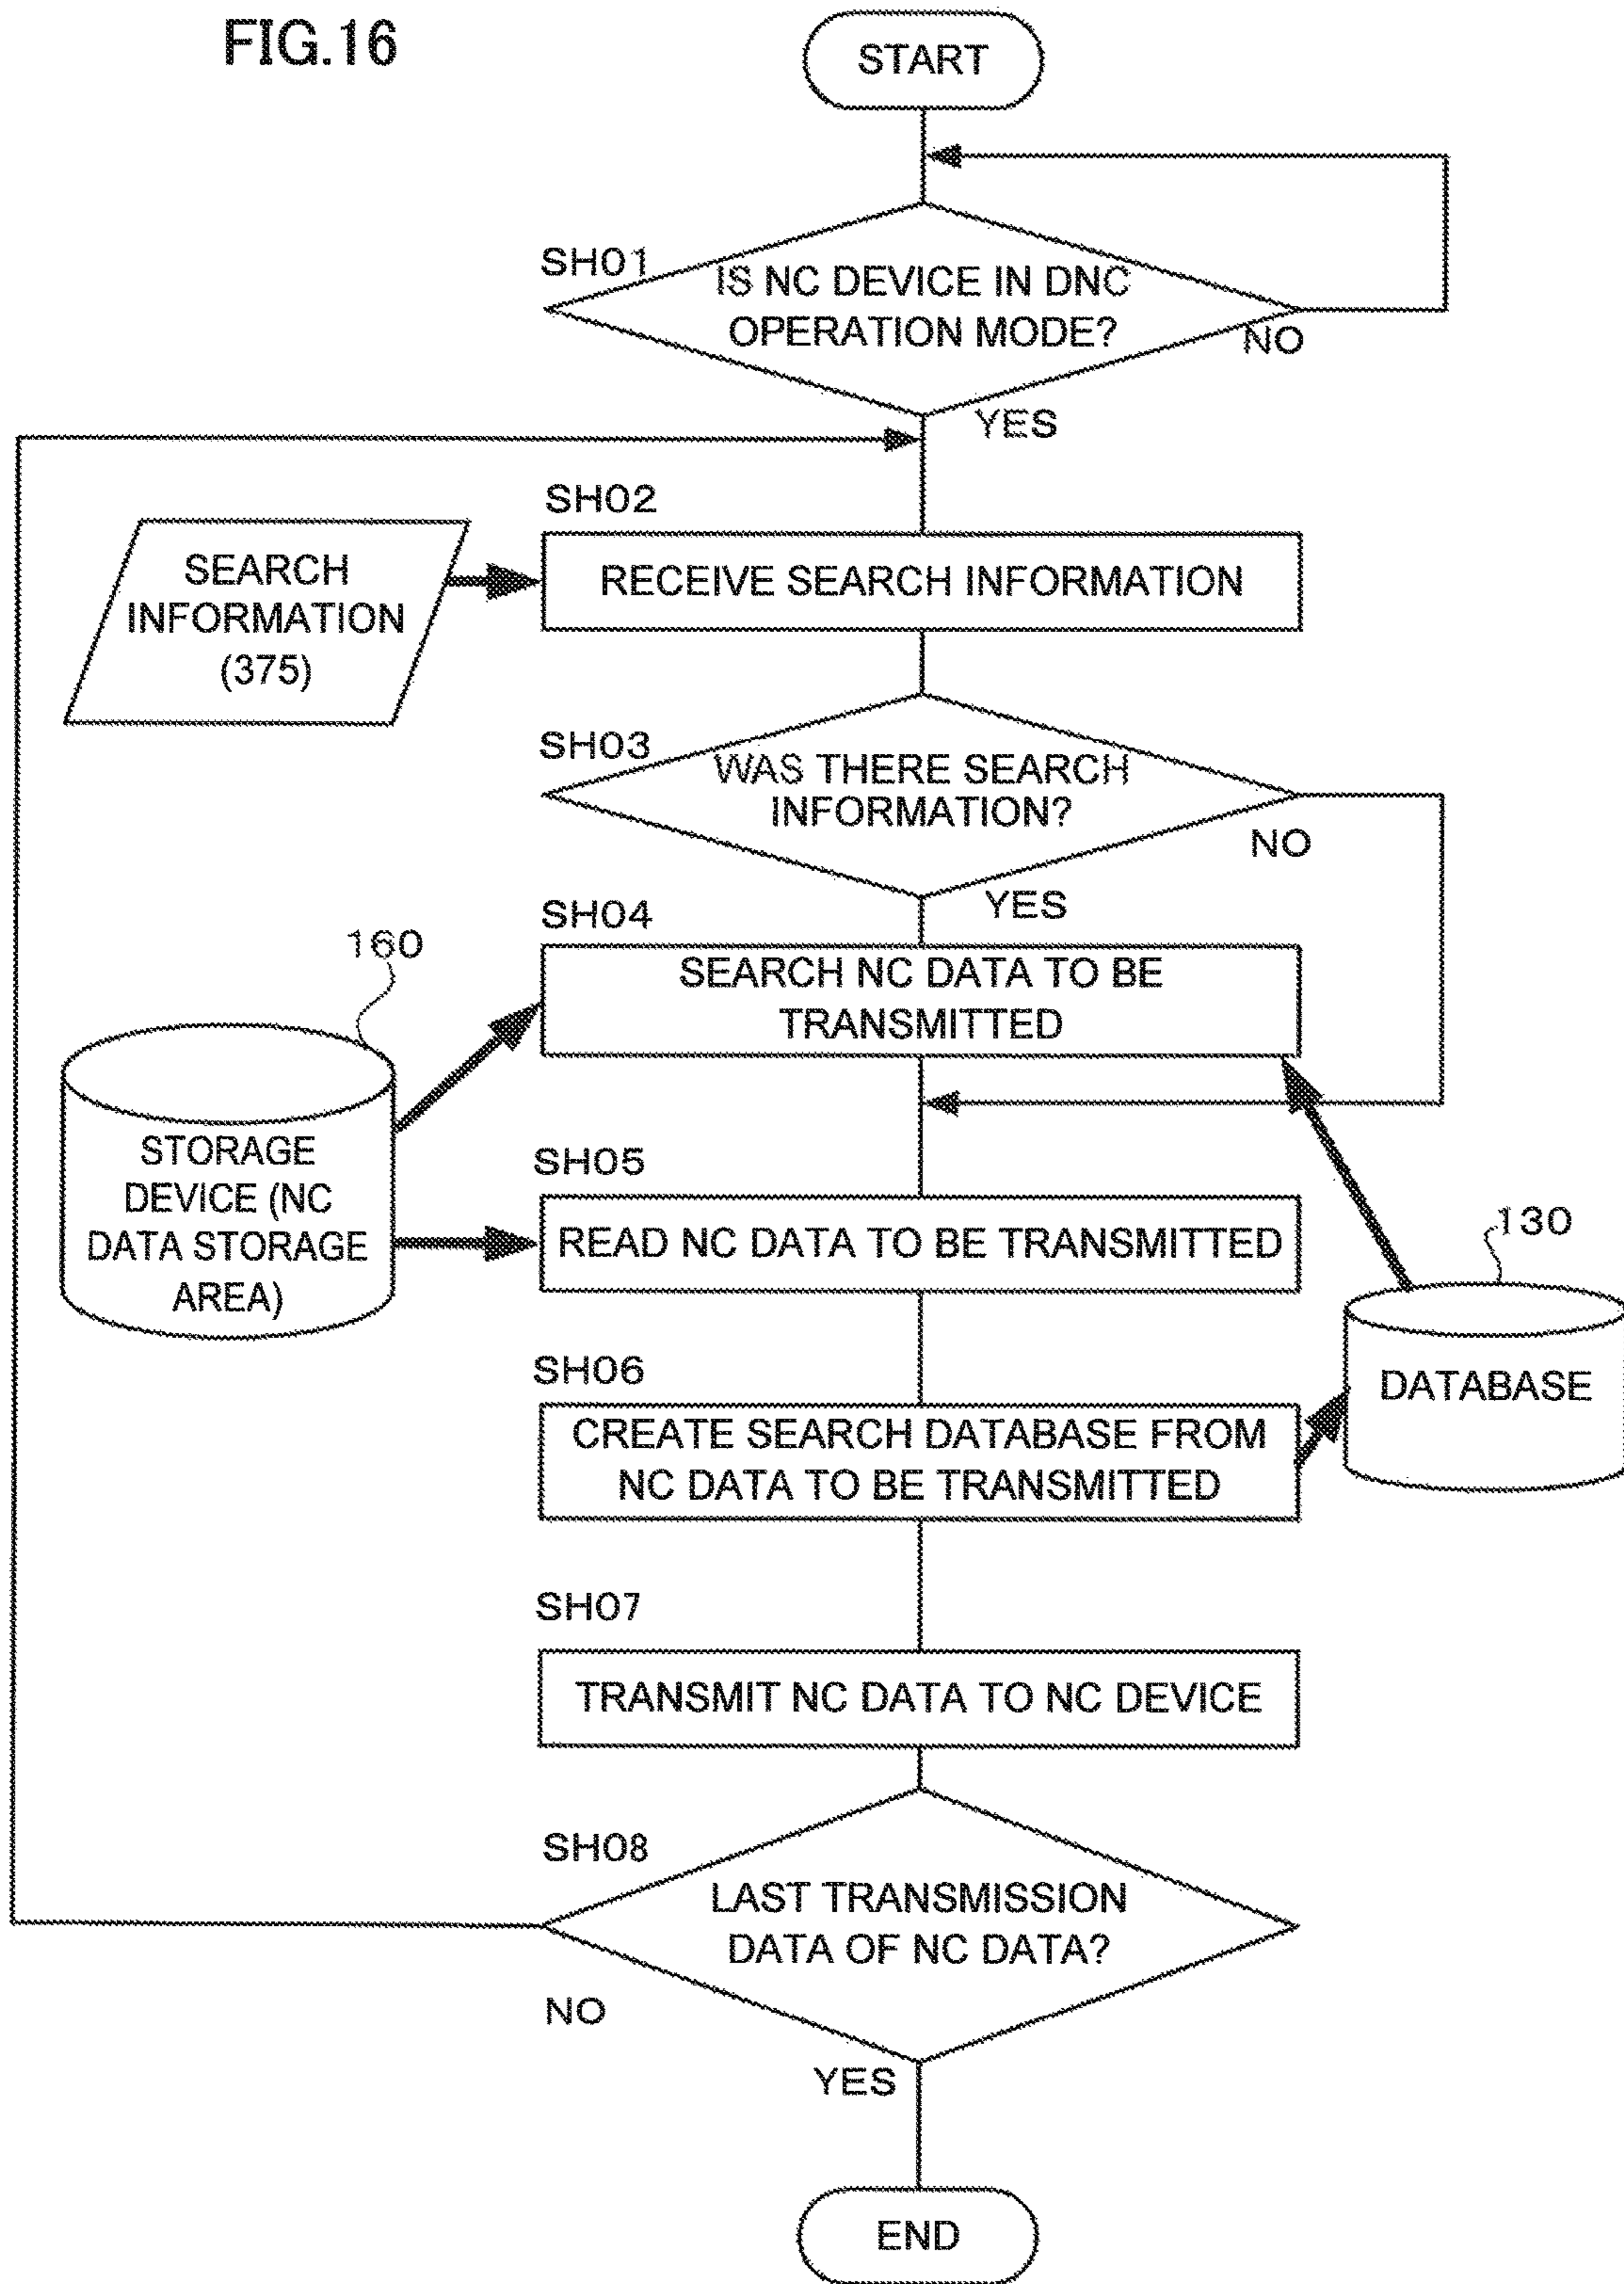 FIG.16
START
SH01
IS NC DEVICE IN DNC
OPERATION MODE?
NO
YES
SH02
SEARCH
INFORMATION
(375)
RECEIVE SEARCH INFORMATION
SH03
WAS THERE SEARCH
INFORMATION?
NO
YES
SH04
160
SEARCH NC DATA TO BE
TRANSMITTED
STORAGE
DEVICE (NC
DATA STORAGE
AREA)
SH05
READ NC DATA TO BE TRANSMITTED
130
DATABASE
SH06
CREATE SEARCH DATABASE FROM
NC DATA TO BE TRANSMITTED
SH07
TRANSMIT NC DATA TO NC DEVICE
SH08
LAST TRANSMISSION
DATA OF NC DATA?
NO
YES
END